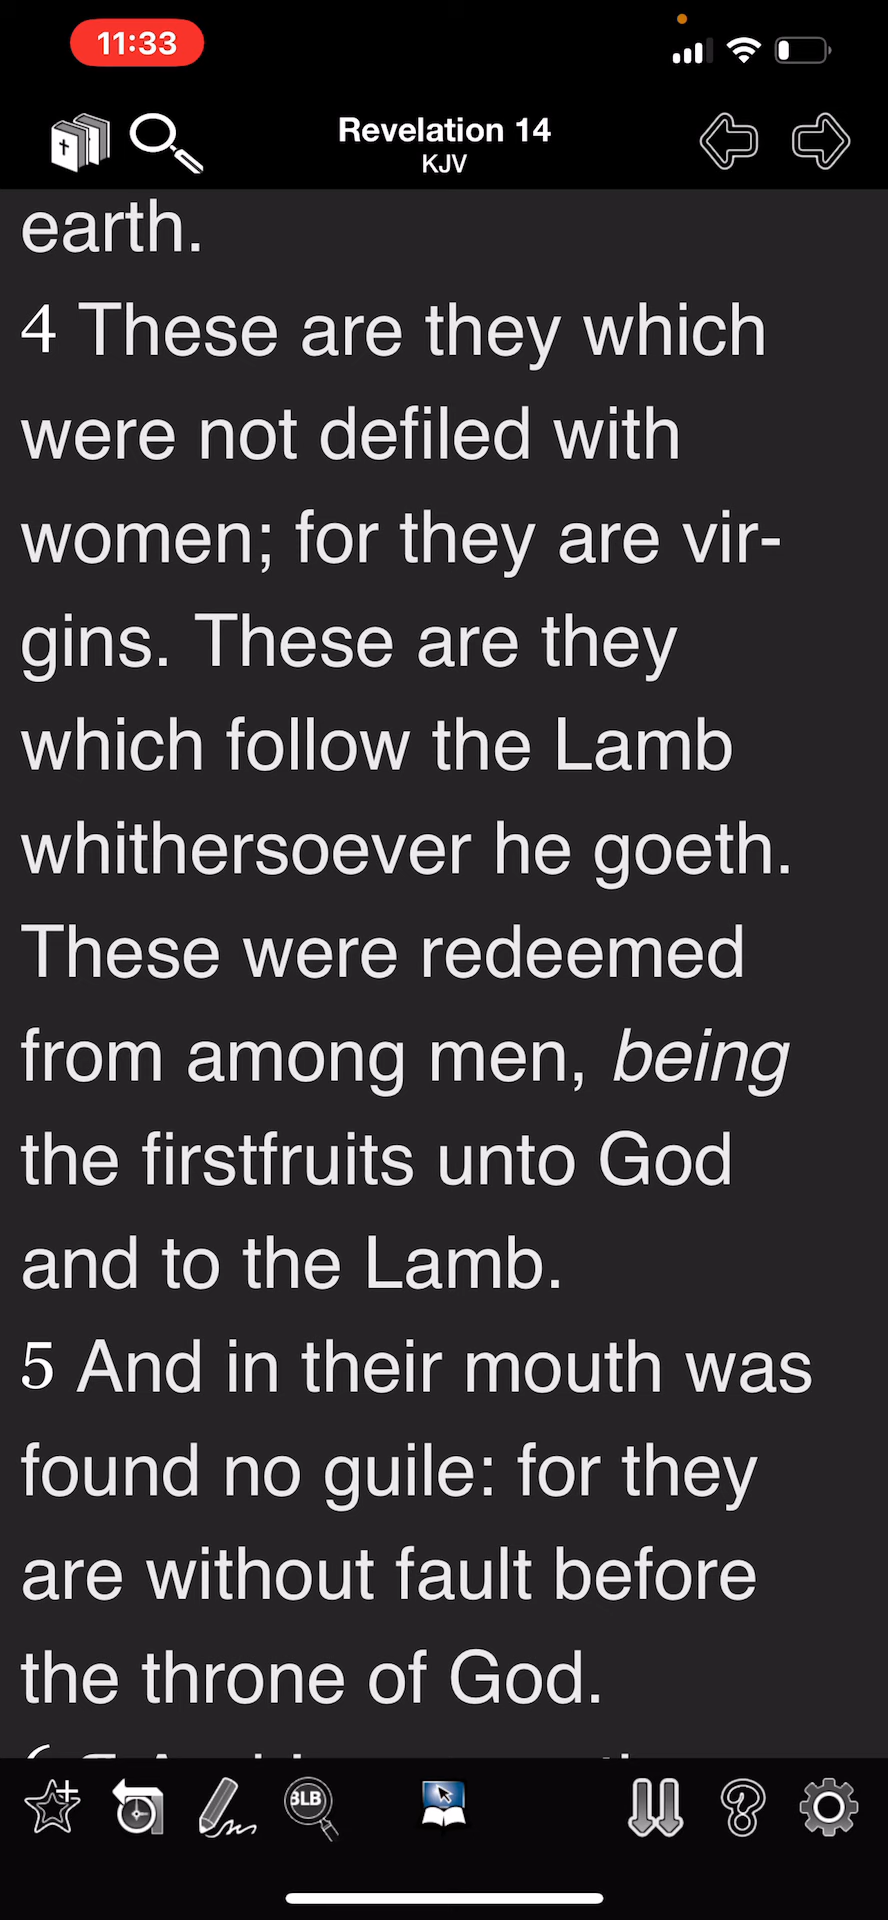 11:33
Revelation 14
KJV
earth.
4 These are they which
were not defiled with
women; for they are vir-
gins. These are they
which follow the Lamb
whithersoever he goeth.
These were redeemed
from among men, being
the firstfruits unto God
and to the Lamb.
5 And in their mouth was
found no guile: for they
are without fault before
the throne of God.
BLB